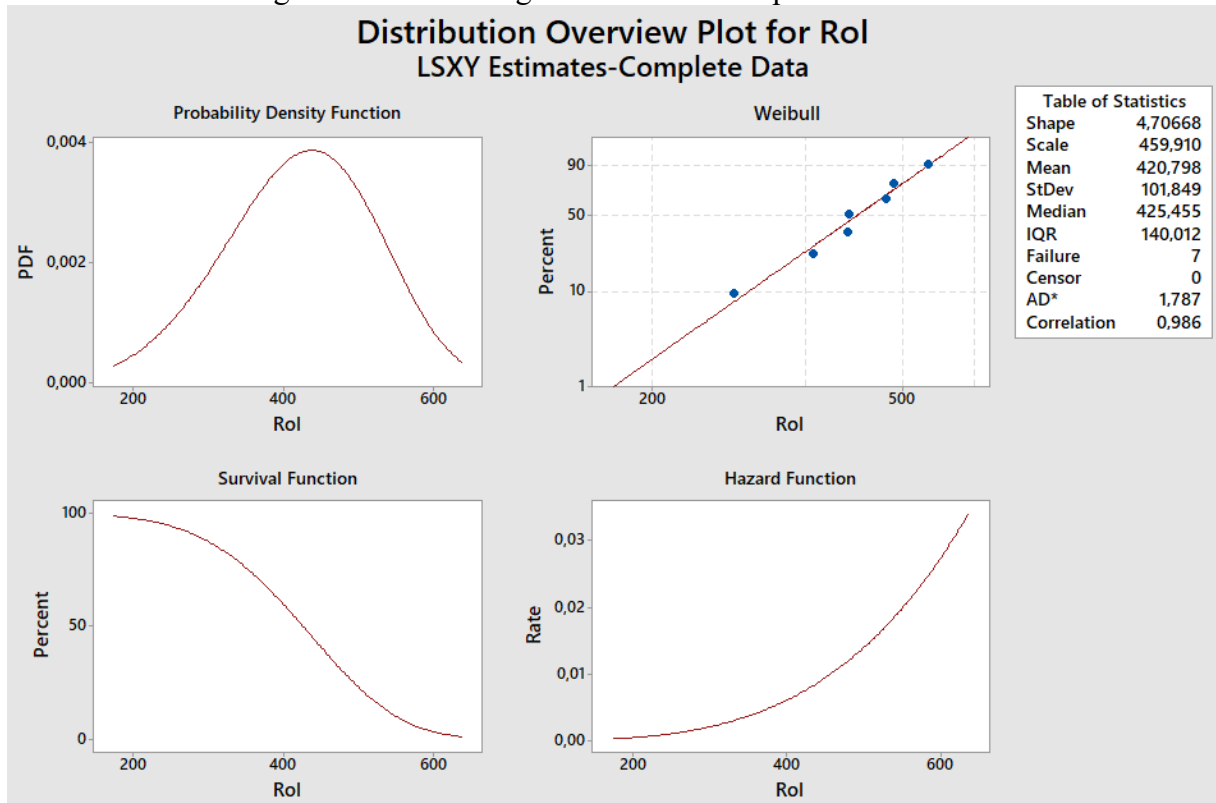 Distribution Overview Plot for RoI
LSXY Estimates-Complete Data
Probability Density Function
0,004
0,002
0,000
PDF
200 400 600
RoI
Weibull
90
50
10
1
Percent
200 500
RoI
Table of Statistics
Shape 4,70668
Scale 459,910
Mean 420,798
StDev 101,849
Median 425,455
IQR 140,012
Failure 7
Censor 0
AD* 1,787
Correlation 0,986
Survival Function
100
50
0
Percent
200 400 600
RoI
Hazard Function
0,03
0,02
0,01
0,00
Rate
200 400 600
RoI